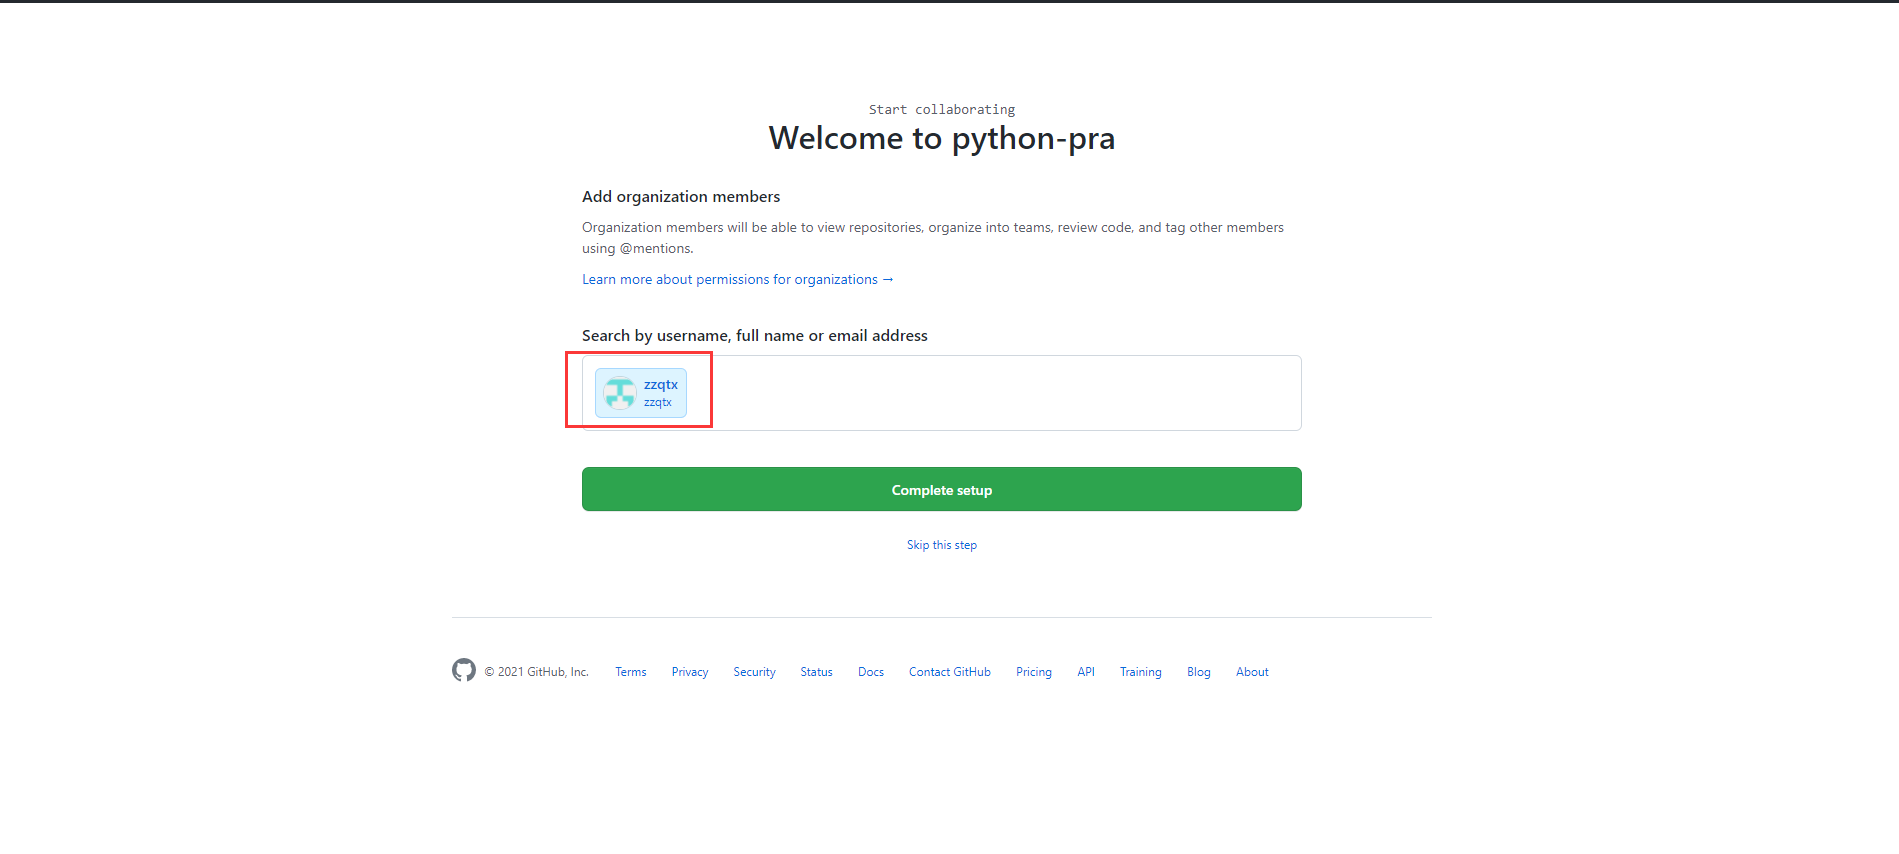 Start collaborating
Welcome to python-pra
Add organization members
Organization members will be able to view repositories, organize into teams, review code, and tag other members
using @mentions.
Learn more about permissions for organizations →
Search by username, full name or email address
zzqtx
zzqtx
Complete setup
Skip this step
© 2021 GitHub, Inc. Terms Privacy Security Status Docs Contact GitHub Pricing API Training Blog About